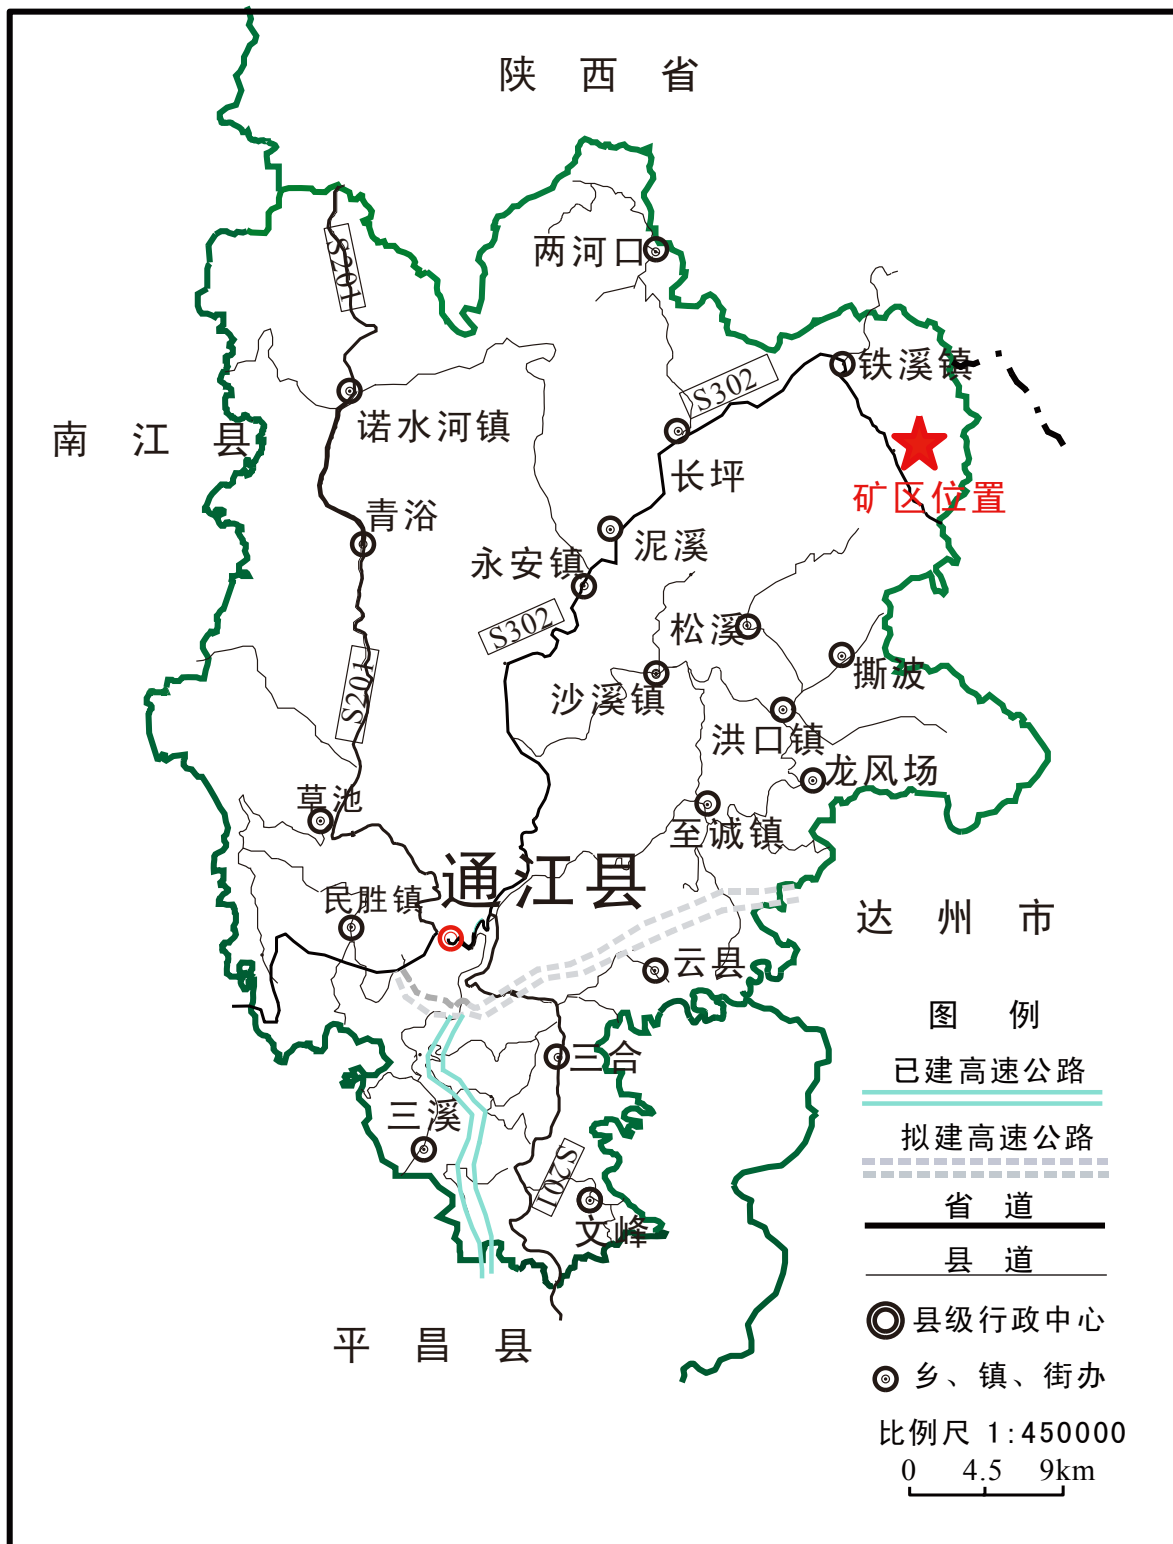 陕 西 省
两河口
S201
铁溪镇
S302
诺水河镇
南 江 县
长坪
矿区位置
青浴
泥溪
永安镇
S302
松溪
撕波
沙溪镇
S201
洪口镇
龙风场
草池
至诚镇
通江县
民胜镇
达 州 市
云县
图 例
三合
已建高速公路
三溪
拟建高速公路
S201
省 道
文峰
县 道
县级行政中心
平 昌 县
乡、镇、街办
比例尺 1:450000
0 4.5 9km